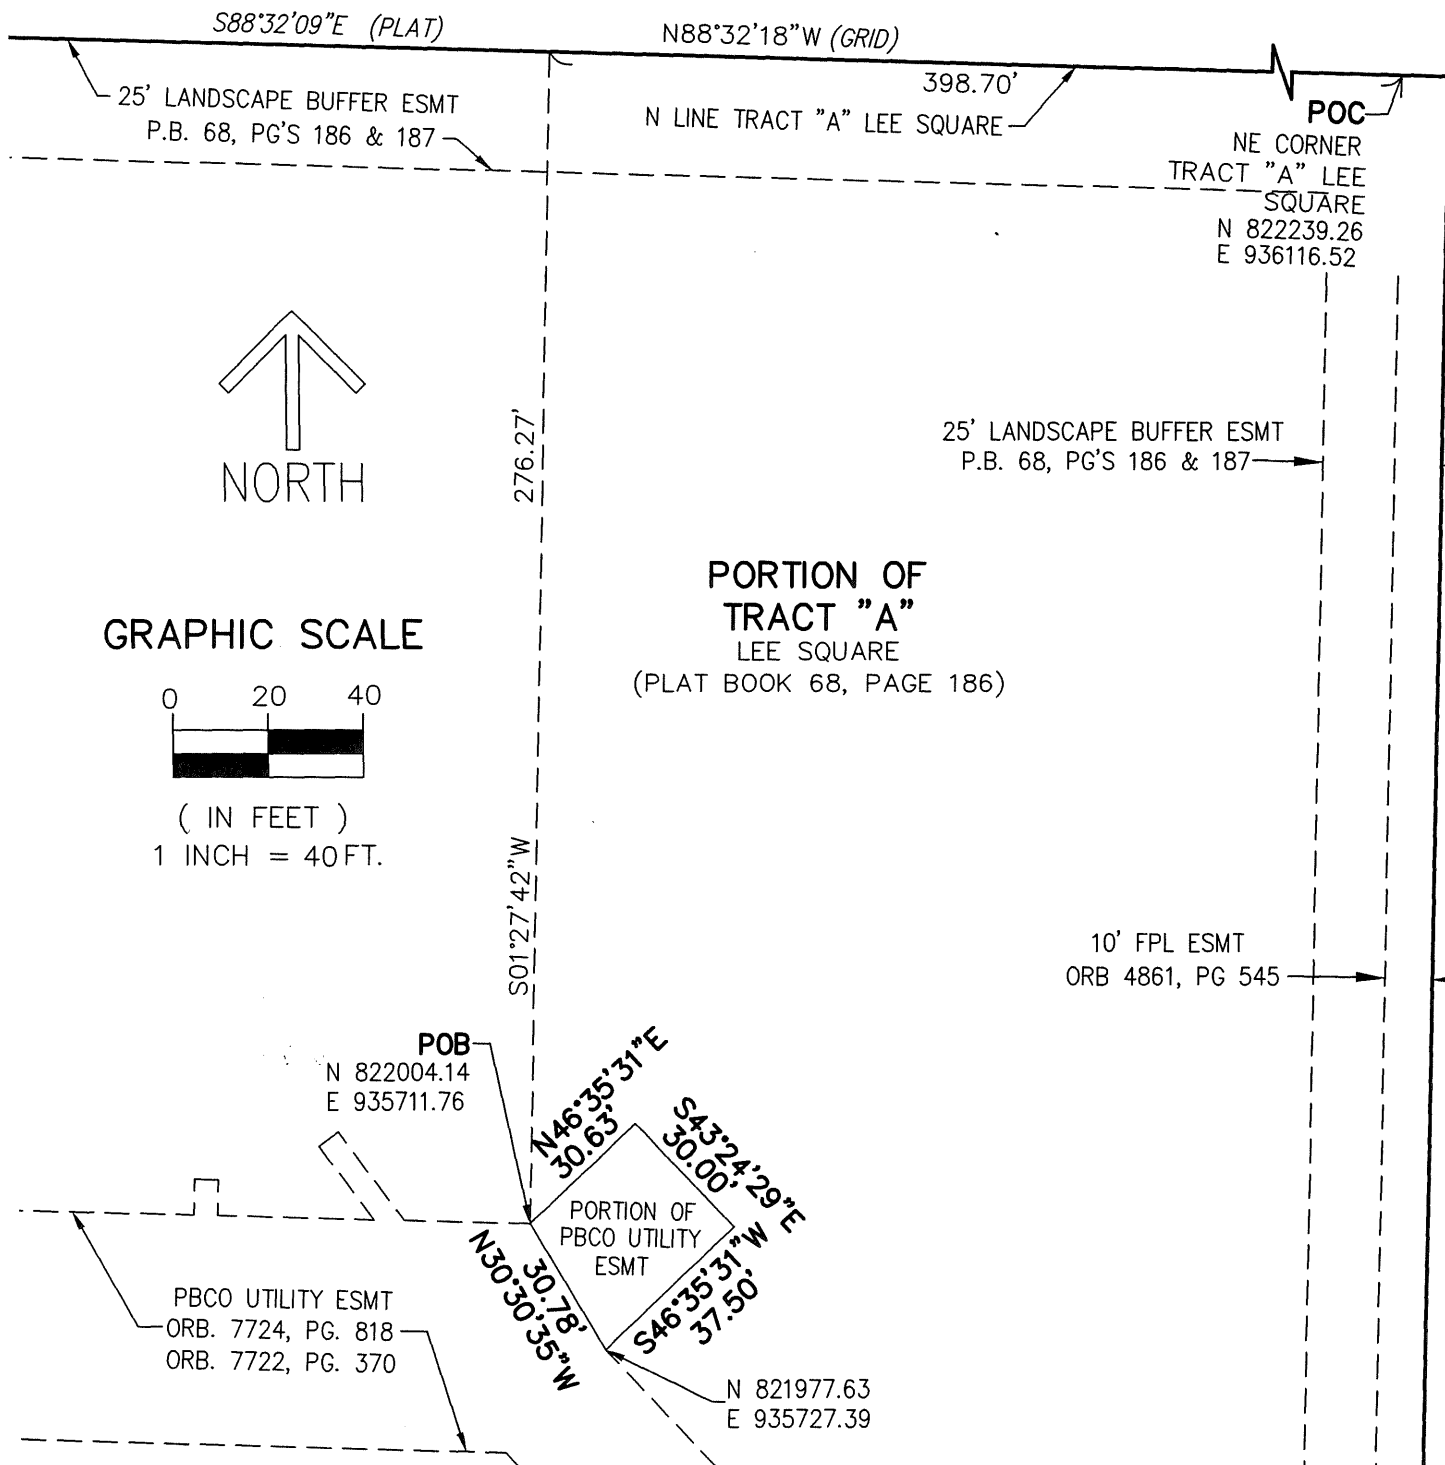 S88°32'09"E (PLAT)
N88°32'18"W (GRID)
398.70'
25' LANDSCAPE BUFFER ESMT
P.B. 68, PG'S 186 & 187
N LINE TRACT "A" LEE SQUARE
POC
NE CORNER
TRACT "A" LEE
SQUARE
N 822239.26
E 936116.52
NORTH
276.27'
25' LANDSCAPE BUFFER ESMT
P.B. 68, PG'S 186 & 187
PORTION OF
TRACT "A"
LEE SQUARE
(PLAT BOOK 68, PAGE 186)
GRAPHIC SCALE
0 20 40
( IN FEET )
1 INCH = 40 FT.
S01°27'42"W
10' FPL ESMT
ORB 4861, PG 545
POB
N 822004.14
E 935711.76
N46°35'31"E
30.63'
S43°24'29"E
30.00'
PORTION OF
PBCO UTILITY
ESMT
S46°35'31"W
37.50'
30.78'
N30°30'35"W
PBCO UTILITY ESMT
ORB. 7724, PG. 818
ORB. 7722, PG. 370
N 821977.63
E 935727.39